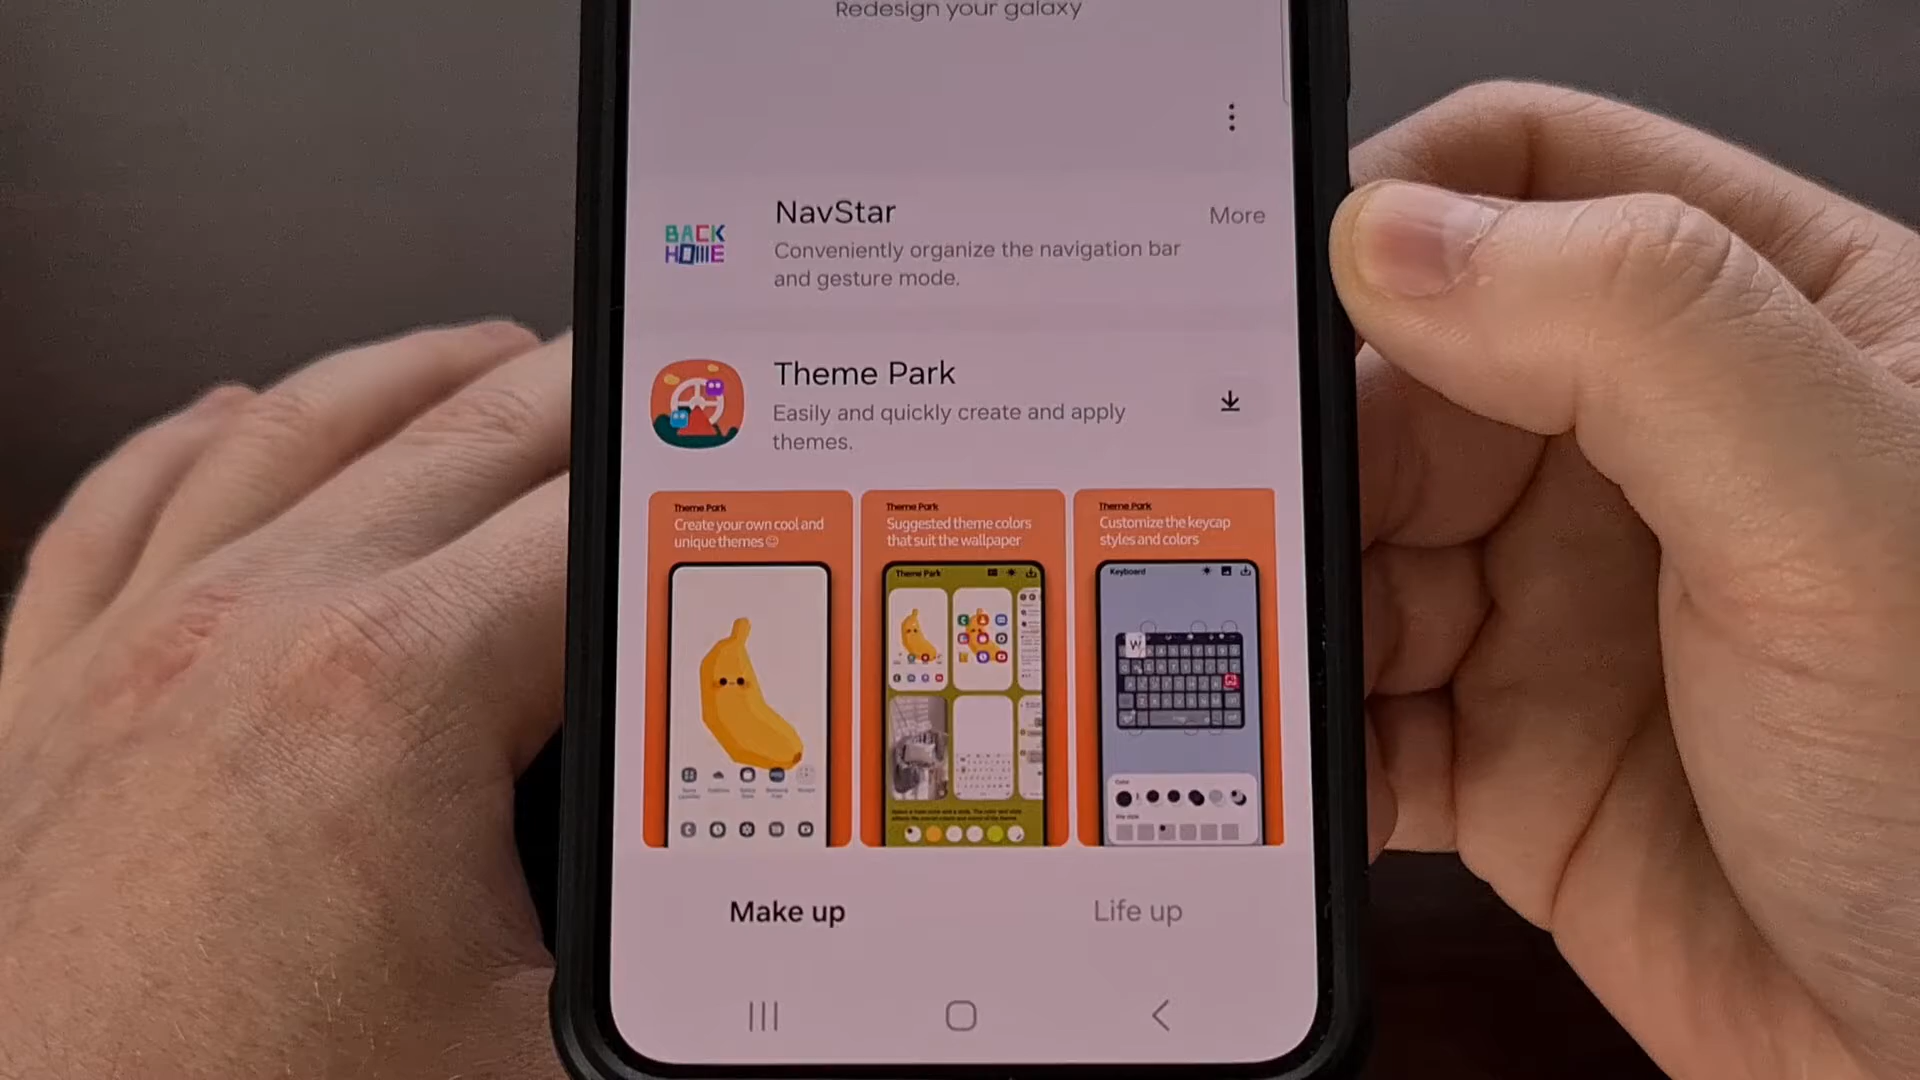 Redesign your galaxy
BACK
HOME
NavStar
More
Conveniently organize the navigation bar
and gesture mode.
Theme Park
Easily and quickly create and apply
themes.
Theme Park
Create your own cool and
unique themes
Theme Park
Suggested theme colors
that suit the wallpaper
Theme Park
Theme Park
Customize the keycap
styles and colors
Keyboard
W
Make up
Life up